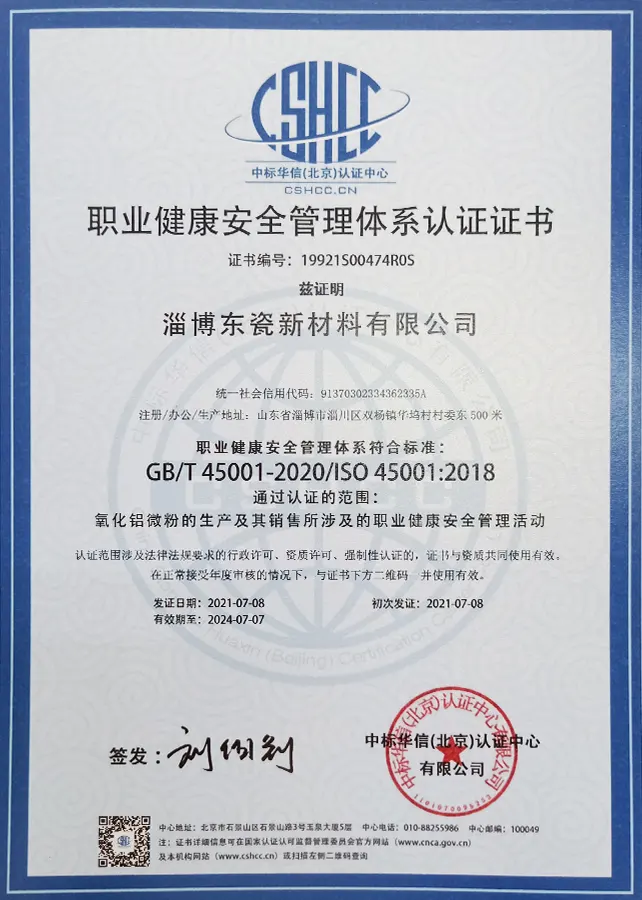 CSHCC
中标华信(北京)认证中心
CSHCC.CN
职业健康安全管理体系认证证书
证书编号：19921S00474R0S
兹证明
淄博东瓷新材料有限公司
统一社会信用代码：91370302334362335A
注册/办公/生产地址：山东省淄博市淄川区双杨镇华坞村村委东500米
职业健康安全管理体系符合标准：
GB/T 45001-2020/ISO 45001:2018
通过认证的范围：
氧化铝微粉的生产及其销售所涉及的职业健康安全管理活动
认证范围涉及法律法规要求的行政许可、资质许可、强制性认证的，证书与资质共同使用有效。
在正常接受年度审核的情况下，与证书下方二维码一并使用有效。
发证日期：2021-07-08 初次发证：2021-07-08
有效期至：2024-07-07
签发：
中标华信(北京)认证中心
有限公司
中标华信(北京)认证中心有限公司
中心地址：北京市石景山区石景山路3号玉泉大厦5层 中心电话：010-88255986 中心邮编：100049
注：证书详细信息可在国家认证认可监督管理委员会官方网站（www.cnca.gov.cn）
及本机构网站（www.cshcc.cn）或扫描左侧二维码查询